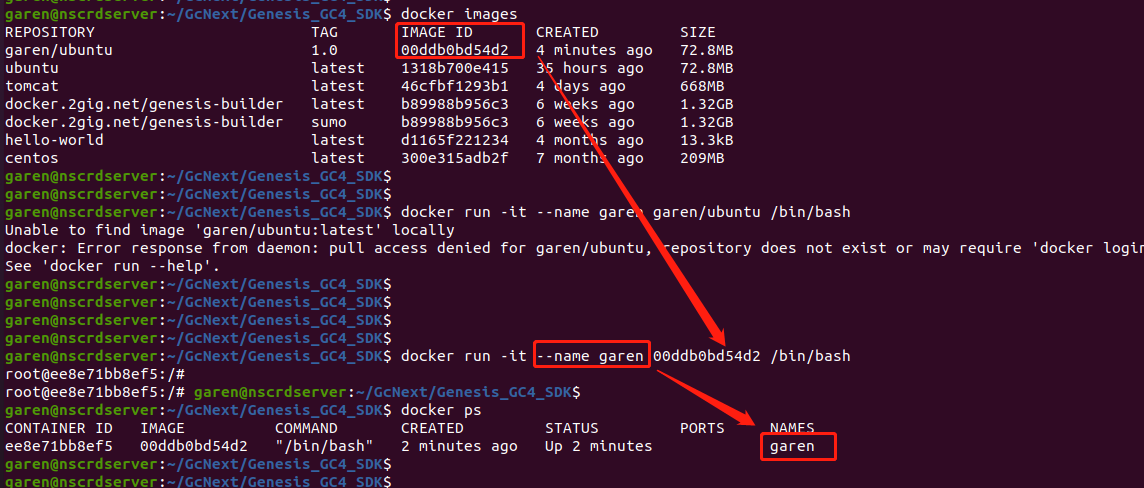 garen@nscrdserver:~/GcNext/Genesis_GC4_SDK$
garen@nscrdserver:~/GcNext/Genesis_GC4_SDK$ docker images
REPOSITORY TAG IMAGE ID CREATED SIZE
garen/ubuntu 1.0 00ddb0bd54d2 4 minutes ago 72.8MB
ubuntu latest 1318b700e415 35 hours ago 72.8MB
tomcat latest 46cfbf1293b1 4 days ago 668MB
docker.2gig.net/genesis-builder latest b89988b956c3 6 weeks ago 1.32GB
docker.2gig.net/genesis-builder sumo b89988b956c3 6 weeks ago 1.32GB
hello-world latest d1165f221234 4 months ago 13.3kB
centos latest 300e315adb2f 7 months ago 209MB
garen@nscrdserver:~/GcNext/Genesis_GC4_SDK$
garen@nscrdserver:~/GcNext/Genesis_GC4_SDK$
garen@nscrdserver:~/GcNext/Genesis_GC4_SDK$ docker run -it --name garen garen/ubuntu /bin/bash
Unable to find image 'garen/ubuntu:latest' locally
docker: Error response from daemon: pull access denied for garen/ubuntu, repository does not exist or may require 'docker login
See 'docker run --help'.
garen@nscrdserver:~/GcNext/Genesis_GC4_SDK$
garen@nscrdserver:~/GcNext/Genesis_GC4_SDK$
garen@nscrdserver:~/GcNext/Genesis_GC4_SDK$
garen@nscrdserver:~/GcNext/Genesis_GC4_SDK$
garen@nscrdserver:~/GcNext/Genesis_GC4_SDK$ docker run -it --name garen 00ddb0bd54d2 /bin/bash
root@ee8e71bb8ef5:/#
root@ee8e71bb8ef5:/# garen@nscrdserver:~/GcNext/Genesis_GC4_SDK$
garen@nscrdserver:~/GcNext/Genesis_GC4_SDK$ docker ps
CONTAINER ID IMAGE COMMAND CREATED STATUS PORTS NAMES
ee8e71bb8ef5 00ddb0bd54d2 "/bin/bash" 2 minutes ago Up 2 minutes garen
garen@nscrdserver:~/GcNext/Genesis_GC4_SDK$
garen@nscrdserver:~/GcNext/Genesis_GC4_SDK$